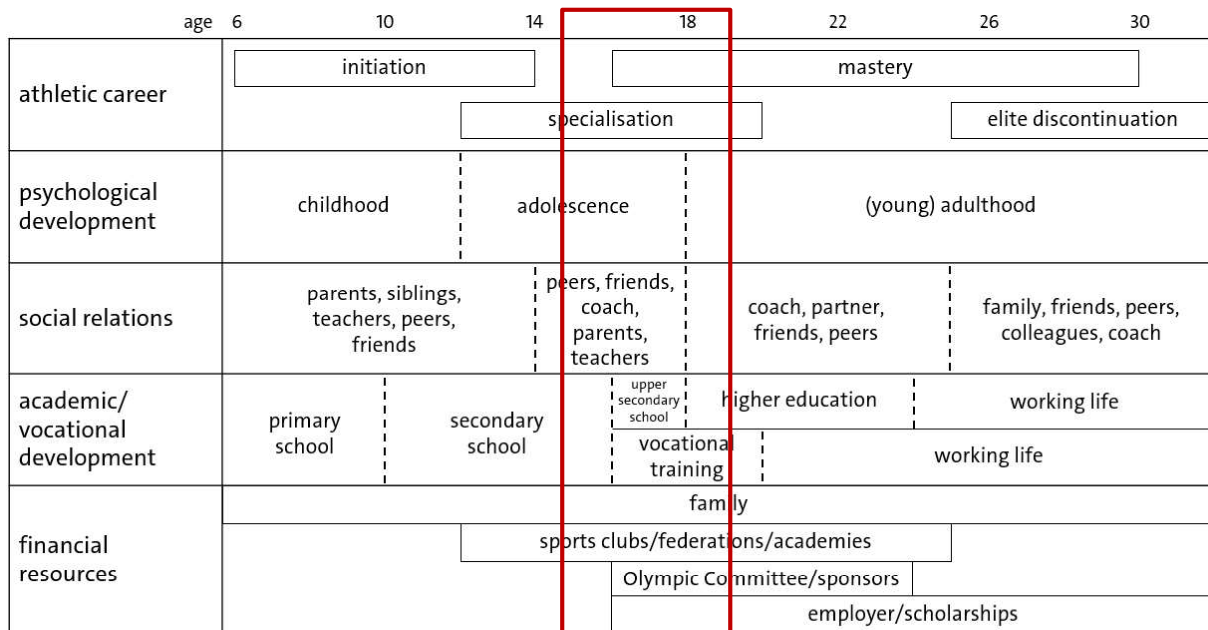 age 6 10 14 18 22 26 30
athletic career
initiation
mastery
specialisation
elite discontinuation
psychological
development
childhood
adolescence
(young) adulthood
social relations
parents, siblings,
teachers, peers,
friends
peers, friends,
coach,
parents,
teachers
coach, partner,
friends, peers
family, friends, peers,
colleagues, coach
academic/
vocational
development
primary
school
secondary
school
upper
secondary
school
higher education
working life
vocational
training
working life
financial
resources
family
sports clubs/federations/academies
Olympic Committee/sponsors
employer/scholarships